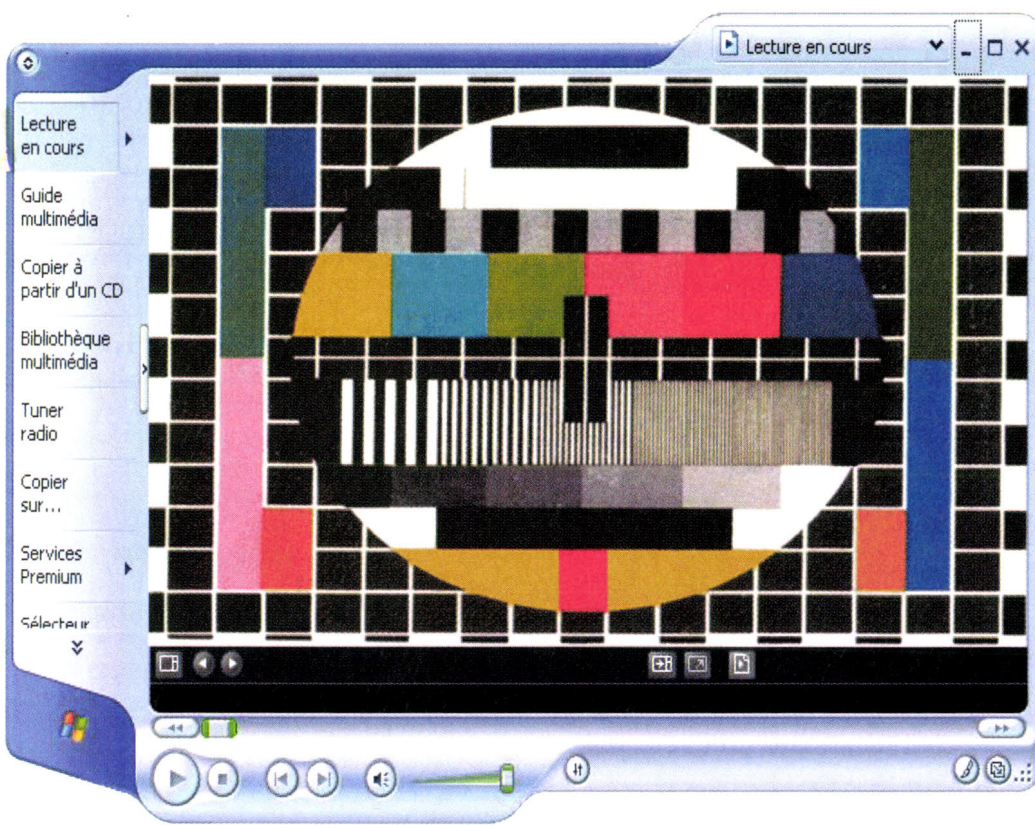 Lecture en cours
Lecture
en cours
Guide
multimédia
Copier à
partir d'un CD
Bibliothèque
multimédia
Tuner
radio
Copier
sur...
Services
Premium
Sélecteur